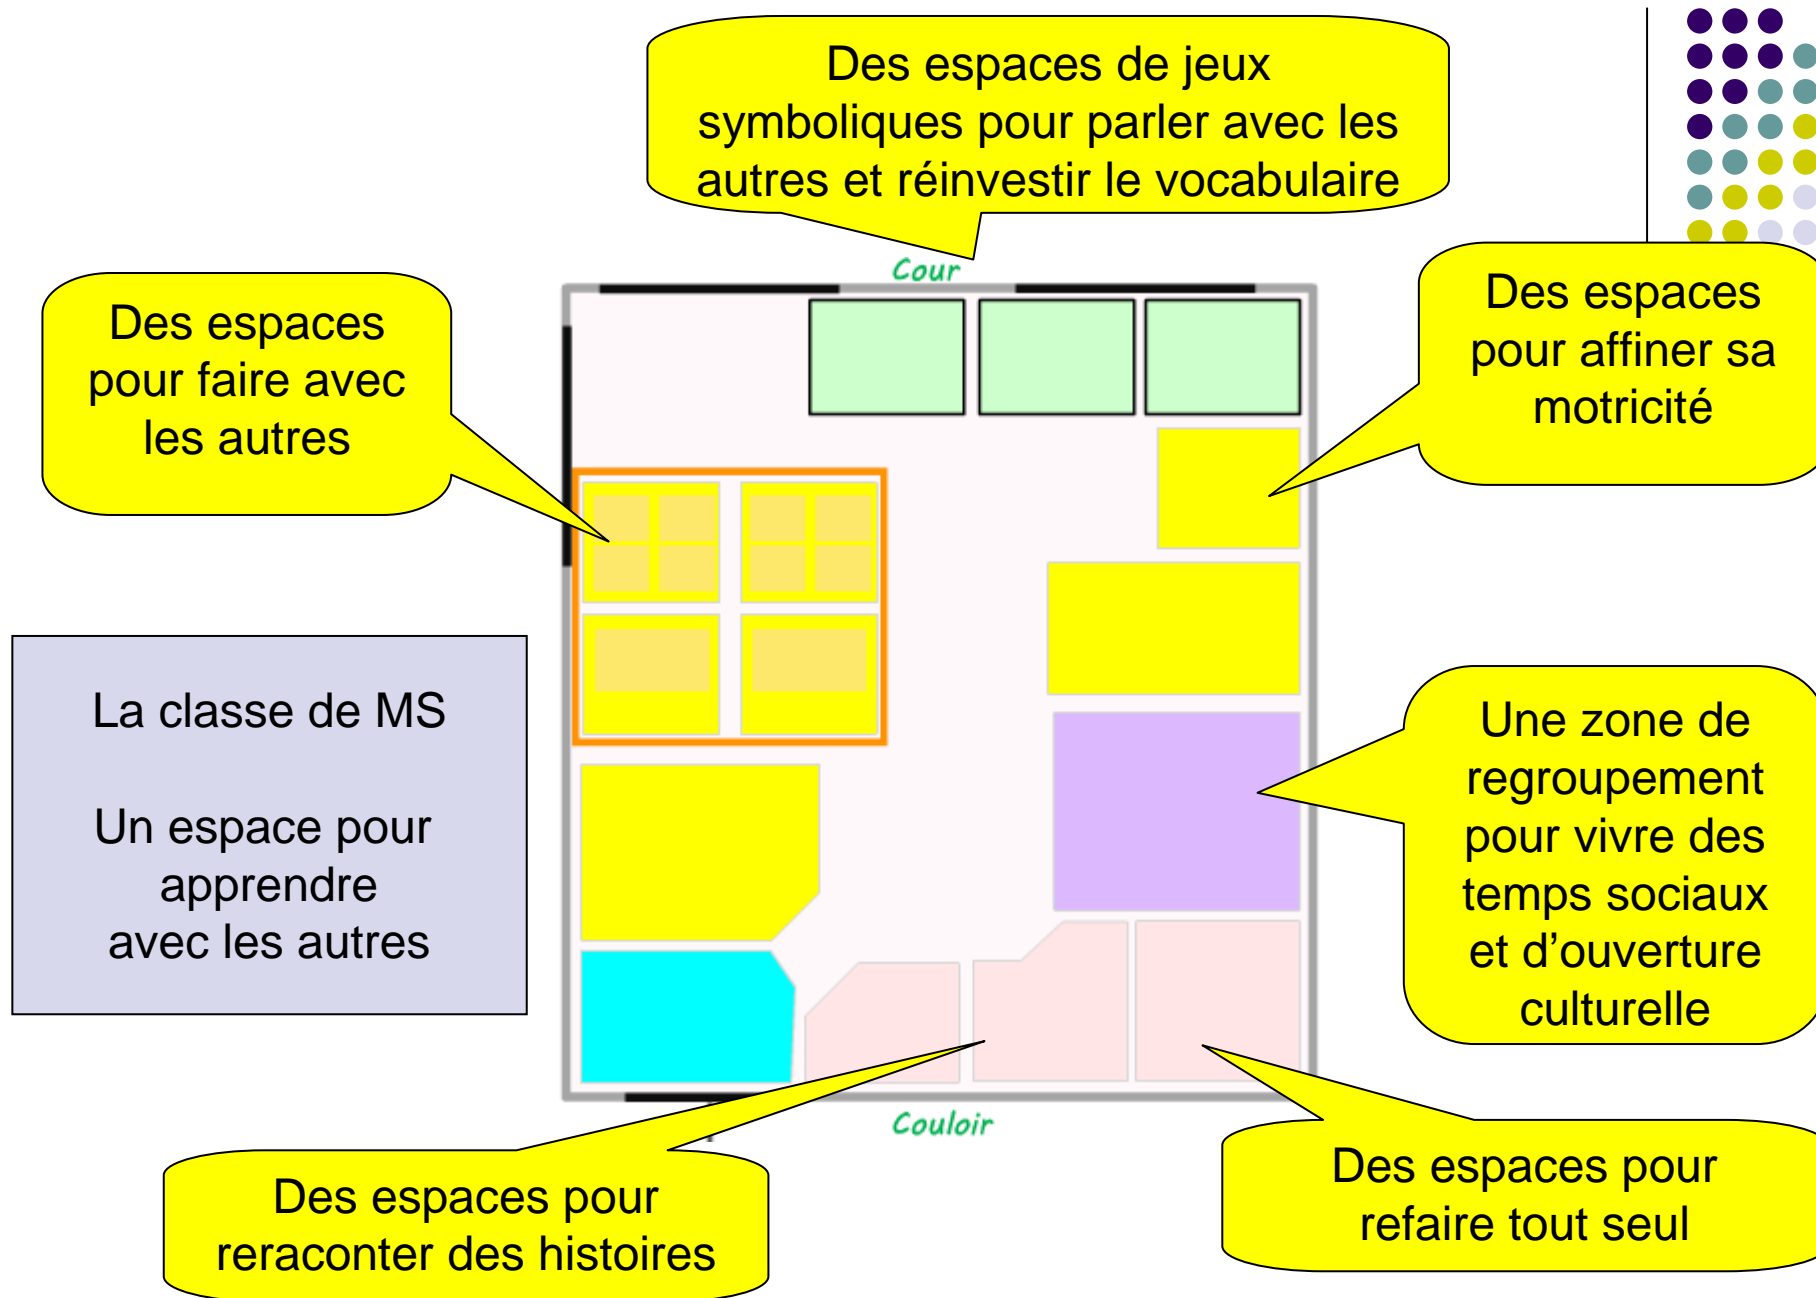 Des espaces de jeux
symboliques pour parler avec les
autres et réinvestir le vocabulaire
Cour
Des espaces
pour faire avec
les autres
Des espaces
pour affiner sa
motricité
La classe de MS
Un espace pour
apprendre
avec les autres
Une zone de
regroupement
pour vivre des
temps sociaux
et d’ouverture
culturelle
Couloir
Des espaces pour
reraconter des histoires
Des espaces pour
refaire tout seul